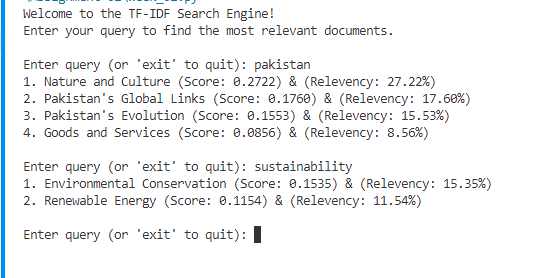 Welcome to the TF-IDF Search Engine!
Enter your query to find the most relevant documents.
Enter query (or 'exit' to quit): pakistan
1. Nature and Culture (Score: 0.2722) & (Relevency: 27.22%)
2. Pakistan's Global Links (Score: 0.1760) & (Relevency: 17.60%)
3. Pakistan's Evolution (Score: 0.1553) & (Relevency: 15.53%)
4. Goods and Services (Score: 0.0856) & (Relevency: 8.56%)
Enter query (or 'exit' to quit): sustainability
1. Environmental Conservation (Score: 0.1535) & (Relevency: 15.35%)
2. Renewable Energy (Score: 0.1154) & (Relevency: 11.54%)
Enter query (or 'exit' to quit):